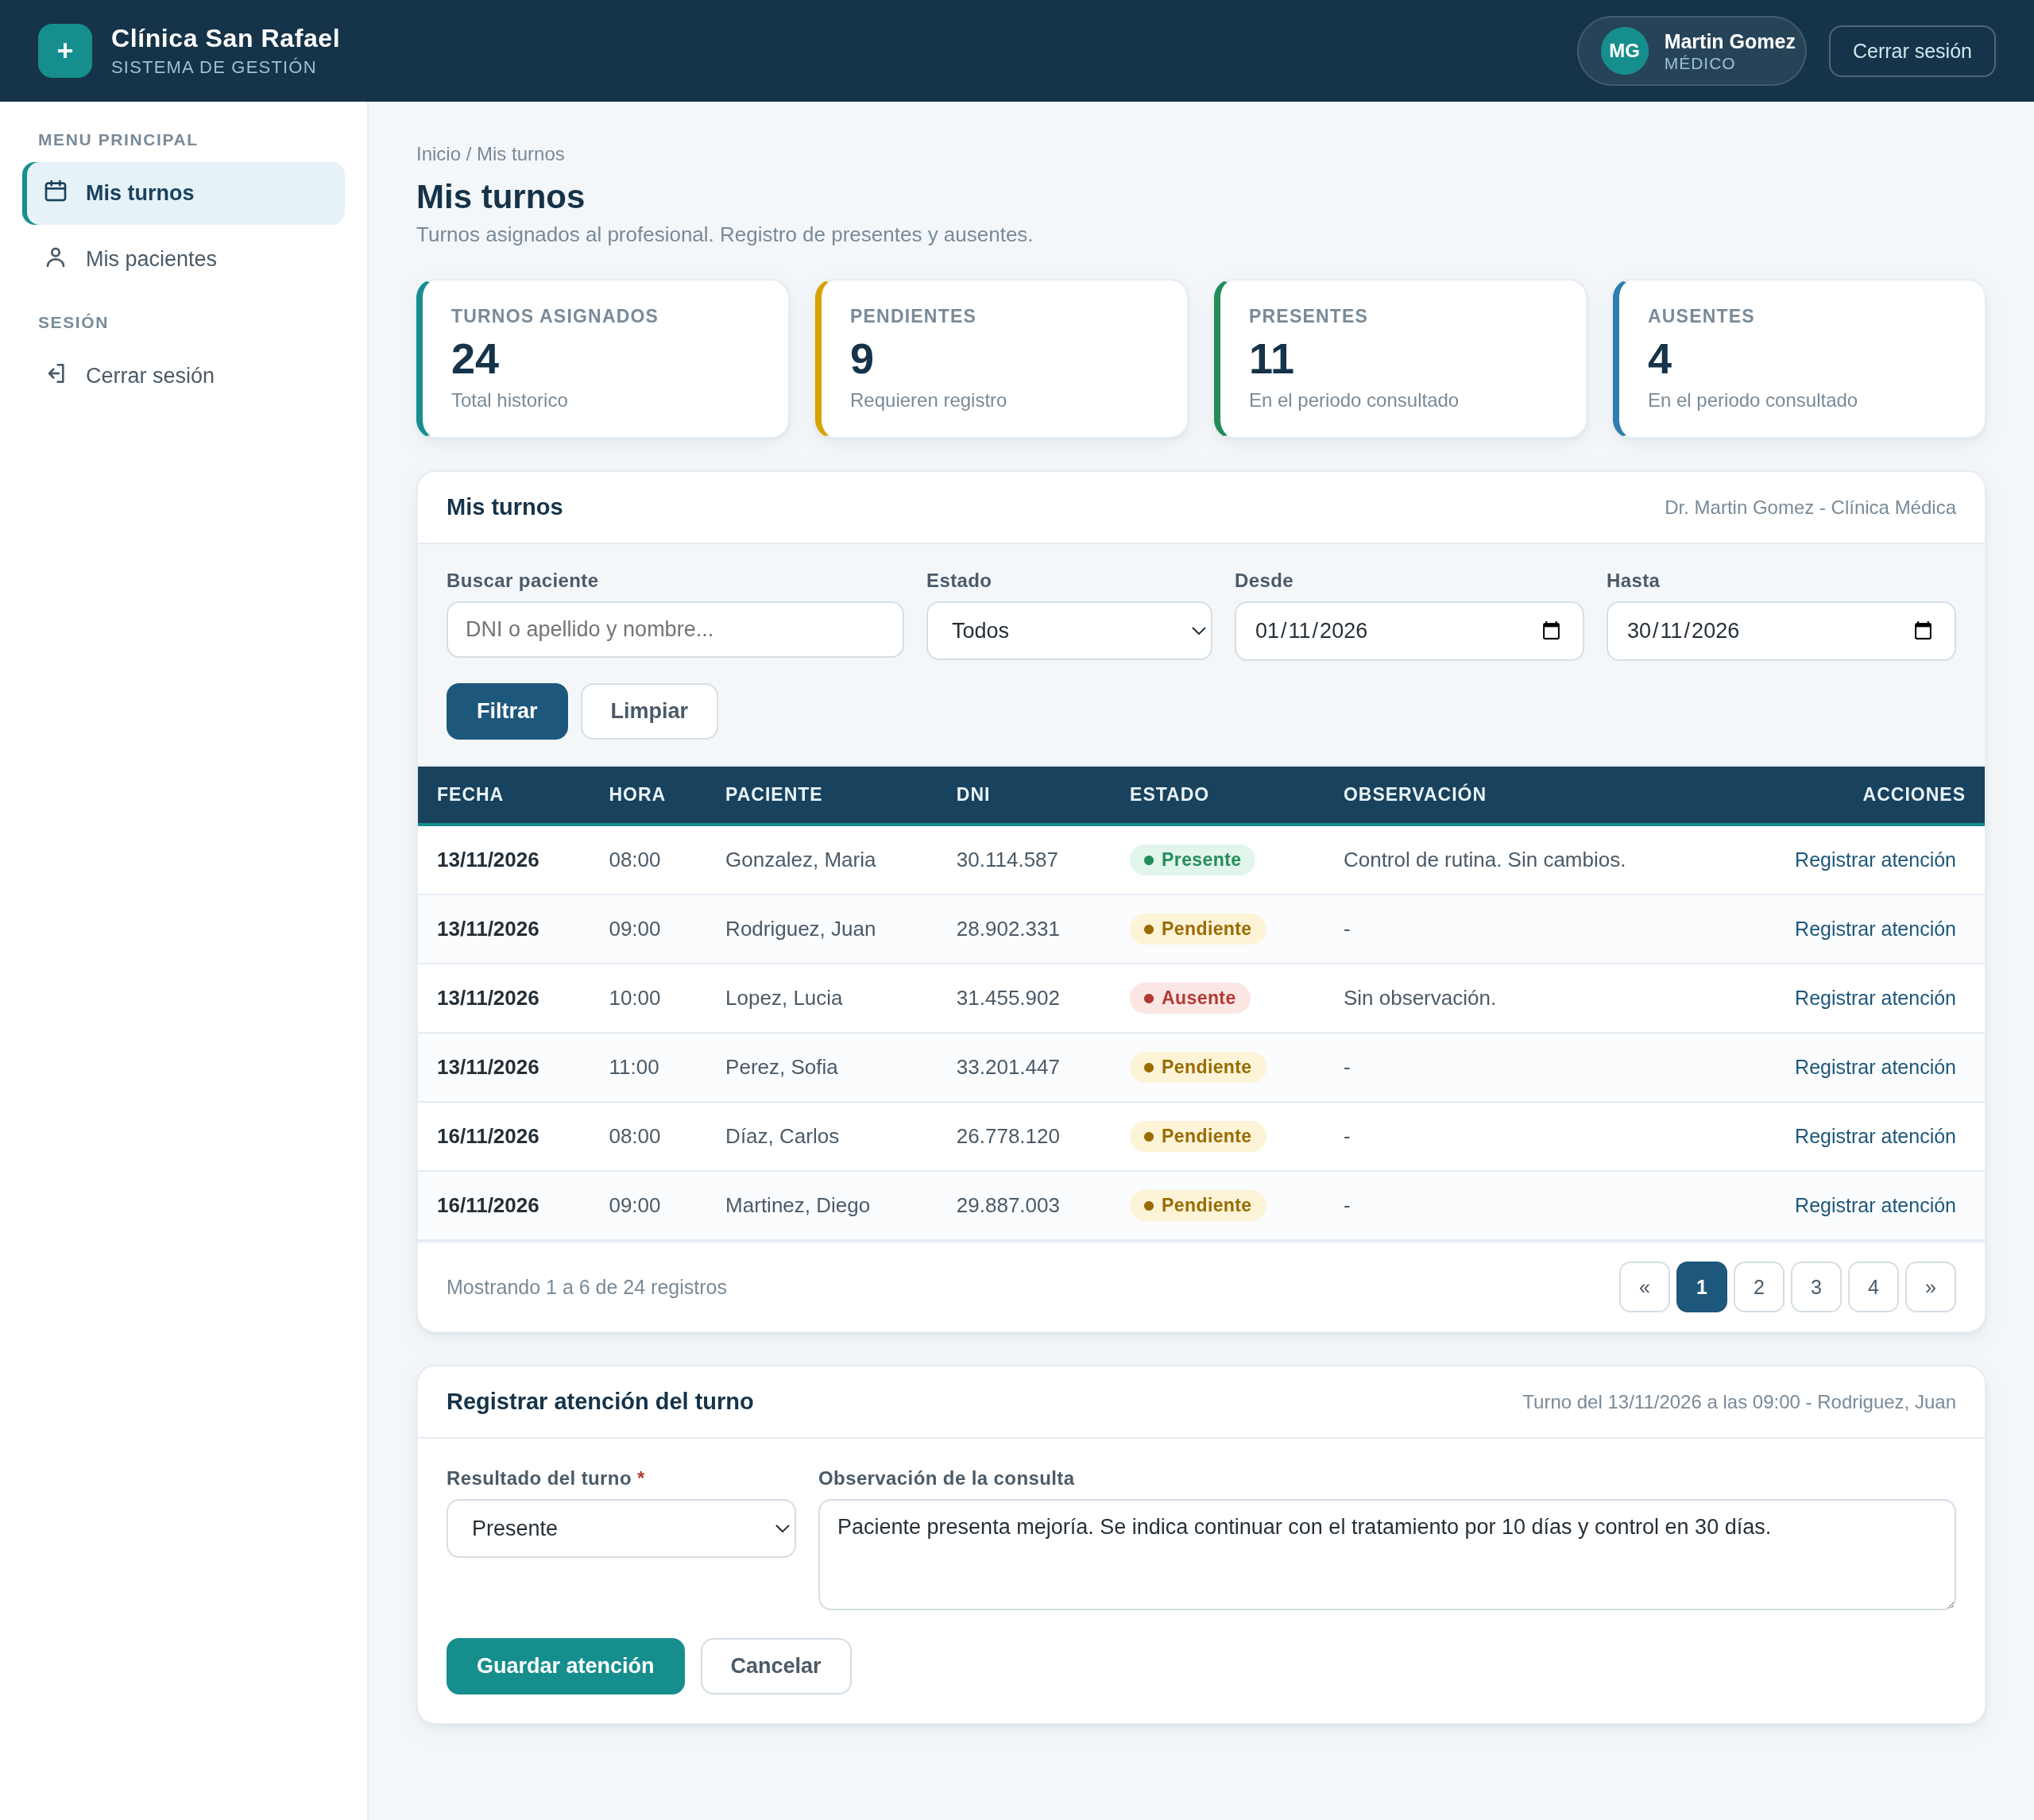 +
Clínica San Rafael
SISTEMA DE GESTIÓN
MG
Martin Gomez
MÉDICO
Cerrar sesión
MENU PRINCIPAL
Mis turnos
Mis pacientes
SESIÓN
Cerrar sesión
Inicio / Mis turnos
Mis turnos
Turnos asignados al profesional. Registro de presentes y ausentes.
TURNOS ASIGNADOS
24
Total historico
PENDIENTES
9
Requieren registro
PRESENTES
11
En el periodo consultado
AUSENTES
4
En el periodo consultado
Mis turnos
Dr. Martin Gomez - Clínica Médica
Buscar paciente
DNI o apellido y nombre...
Estado
Todos
Desde
01/11/2026
Hasta
30/11/2026
Filtrar
Limpiar
FECHA HORA PACIENTE DNI ESTADO OBSERVACIÓN ACCIONES
13/11/2026 08:00 Gonzalez, Maria 30.114.587 Presente Control de rutina. Sin cambios. Registrar atención
13/11/2026 09:00 Rodriguez, Juan 28.902.331 Pendiente - Registrar atención
13/11/2026 10:00 Lopez, Lucia 31.455.902 Ausente Sin observación. Registrar atención
13/11/2026 11:00 Perez, Sofia 33.201.447 Pendiente - Registrar atención
16/11/2026 08:00 Díaz, Carlos 26.778.120 Pendiente - Registrar atención
16/11/2026 09:00 Martinez, Diego 29.887.003 Pendiente - Registrar atención
Mostrando 1 a 6 de 24 registros
« 1 2 3 4 »
Registrar atención del turno
Turno del 13/11/2026 a las 09:00 - Rodriguez, Juan
Resultado del turno *
Presente
Observación de la consulta
Paciente presenta mejoría. Se indica continuar con el tratamiento por 10 días y control en 30 días.
Guardar atención
Cancelar